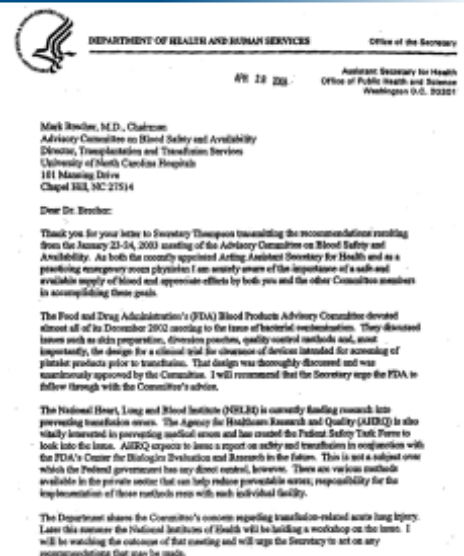 DEPARTMENT OF HEALTH AND HUMAN SERVICES
Office of the Secretary
Assistant Secretary for Health
Office of Public Health and Science
Washington D.C. 20201
APR 28
Mark Brecher, M.D., Chairman
Advisory Committee on Blood Safety and Availability
Director, Transplantation and Transfusion Services
University of North Carolina Hospitals
101 Manning Drive
Chapel Hill, NC 27514
Dear Dr. Brecher:
Thank you for your letter to Secretary Thompson transmitting the recommendations resulting
from the January 23-24, 2003 meeting of the Advisory Committee on Blood Safety and
Availability. As both the recently appointed Acting Assistant Secretary for Health and as a
practicing emergency room physician I am acutely aware of the importance of a safe and
available supply of blood and appreciate efforts by both you and the other Committee members
in accomplishing these goals.
The Food and Drug Administration's (FDA) Blood Products Advisory Committee devoted
almost all of its December 2002 meeting to the issue of bacterial contamination. They discussed
issues such as skin preparation, diversion pouches, quality control methods and, most
importantly, the design for a clinical trial for clearance of devices intended for screening of
platelet products prior to transfusion. That design was thoroughly discussed and was
unanimously approved by the Committee. I will recommend that the Secretary urge the FDA to
follow through with the Committee's advice.
The National Heart, Lung and Blood Institute (NHLBI) is currently funding research into
preventing transfusion errors. The Agency for Healthcare Research and Quality (AHRQ) is also
vitally interested in preventing medical errors and has created the Patient Safety Task Force to
look into the issue. AHRQ expects to issue a report on safety and transfusion in conjunction with
the FDA's Center for Biologics Evaluation and Research in the future. This is not a subject over
which the Federal government has any direct control, however. There are various methods
available in the private sector that can help reduce preventable errors; responsibility for the
implementation of those methods rests with each individual facility.
The Department shares the Committee's concern regarding transfusion-related acute lung injury.
Later this summer the National Institutes of Health will be holding a workshop on the issue. I
will be watching the outcome of that meeting and will urge the Secretary to act on any
recommendations that may be made.